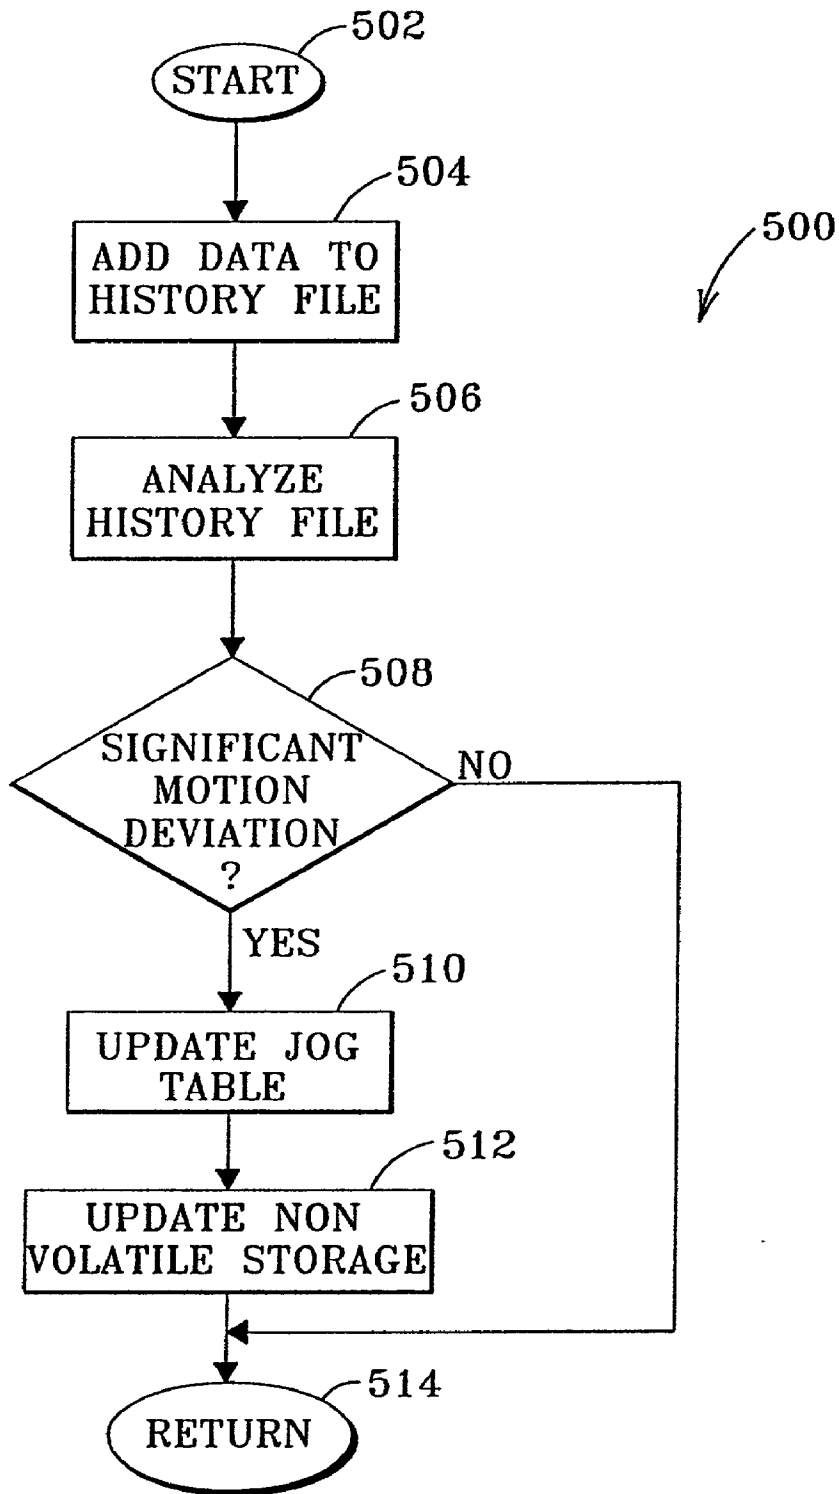 502
START
504
500
ADD DATA TO
HISTORY FILE
506
ANALYZE
HISTORY FILE
508
SIGNIFICANT
MOTION
DEVIATION
?
NO
YES
510
UPDATE JOG
TABLE
512
UPDATE NON
VOLATILE STORAGE
514
RETURN